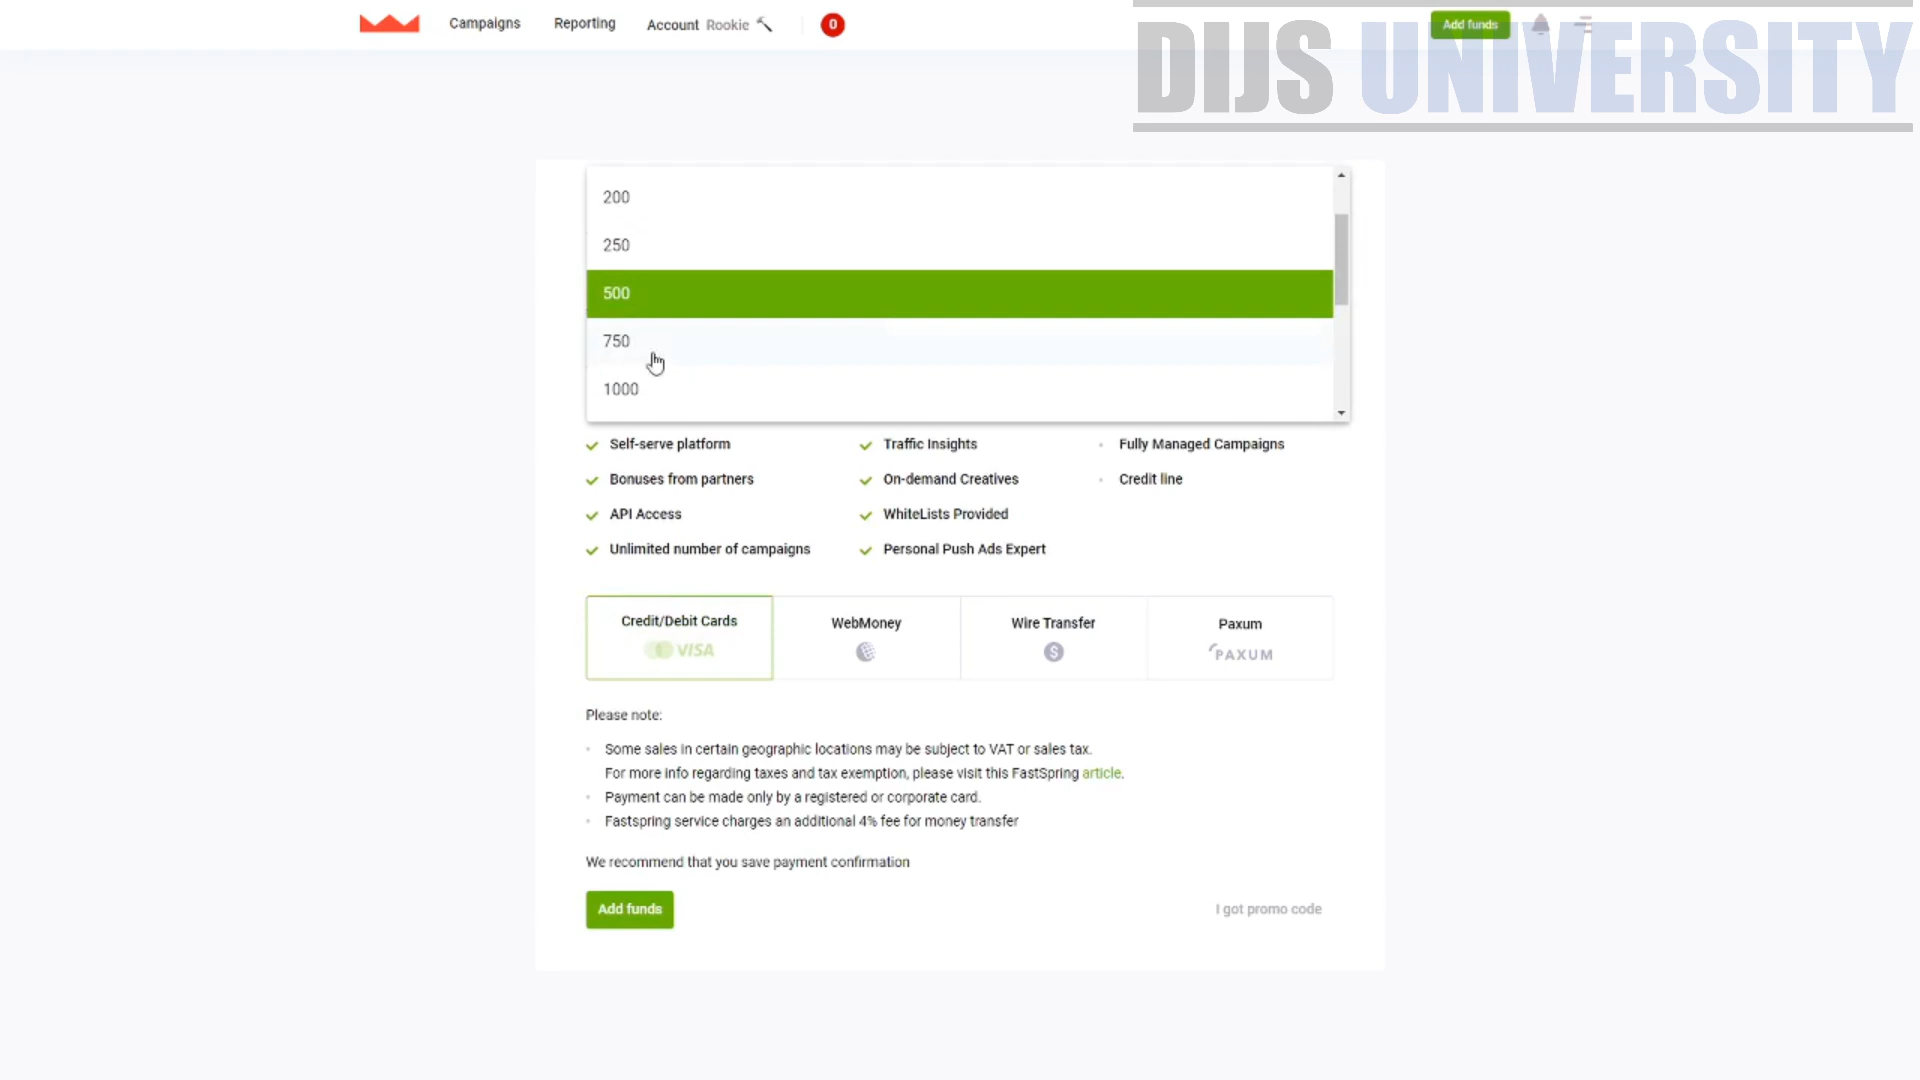 Campaigns Reporting Account Rookie 0 Add funds
DIJS UNIVERSITY
200
250
500
750
1000
Self-serve platform Traffic Insights Fully Managed Campaigns
Bonuses from partners On-demand Creatives Credit line
API Access WhiteLists Provided
Unlimited number of campaigns Personal Push Ads Expert
Credit/Debit Cards WebMoney Wire Transfer Paxum
VISA $ PAXUM
Please note:
Some sales in certain geographic locations may be subject to VAT or sales tax.
For more info regarding taxes and tax exemption, please visit this FastSpring article.
Payment can be made only by a registered or corporate card.
Fastspring service charges an additional 4% fee for money transfer
We recommend that you save payment confirmation
Add funds I got promo code